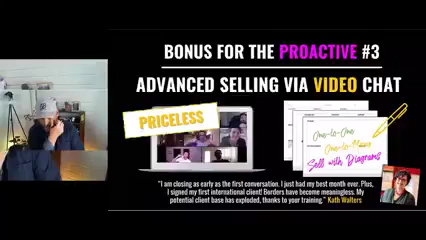 BONUS FOR THE PROACTIVE #3
ADVANCED SELLING VIA VIDEO CHAT
PRICELESS
One-to-One
One-to-Many
Sell with Diagrams
"I am closing as early as the first conversation. I just had my best month ever. Plus,
I signed my first international client! Borders have become meaningless. My
potential client base has exploded, thanks to your training." Kath Walters